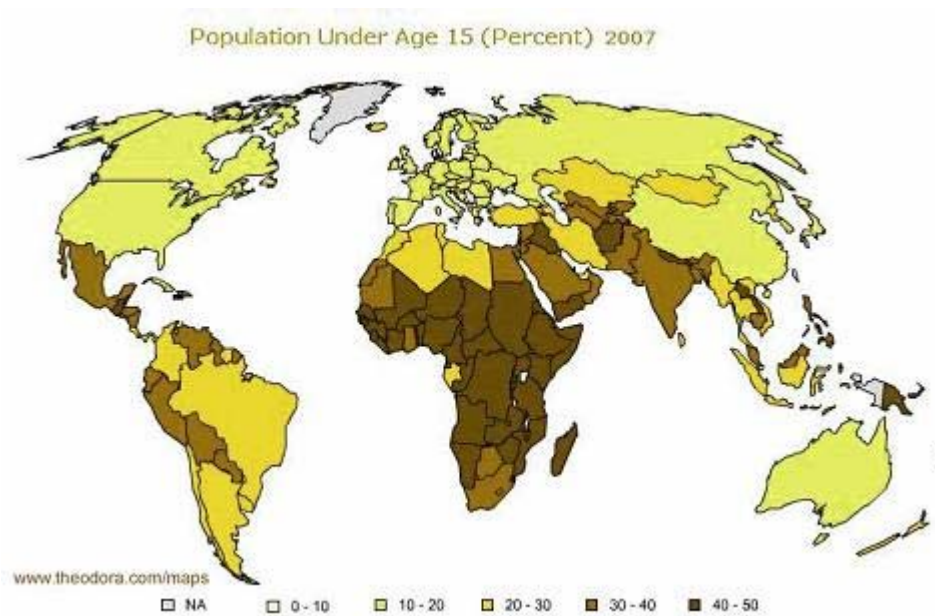 Population Under Age 15 (Percent) 2007
www.theodora.com/maps
NA 0 - 10 10 - 20 20 - 30 30 - 40 40 - 50